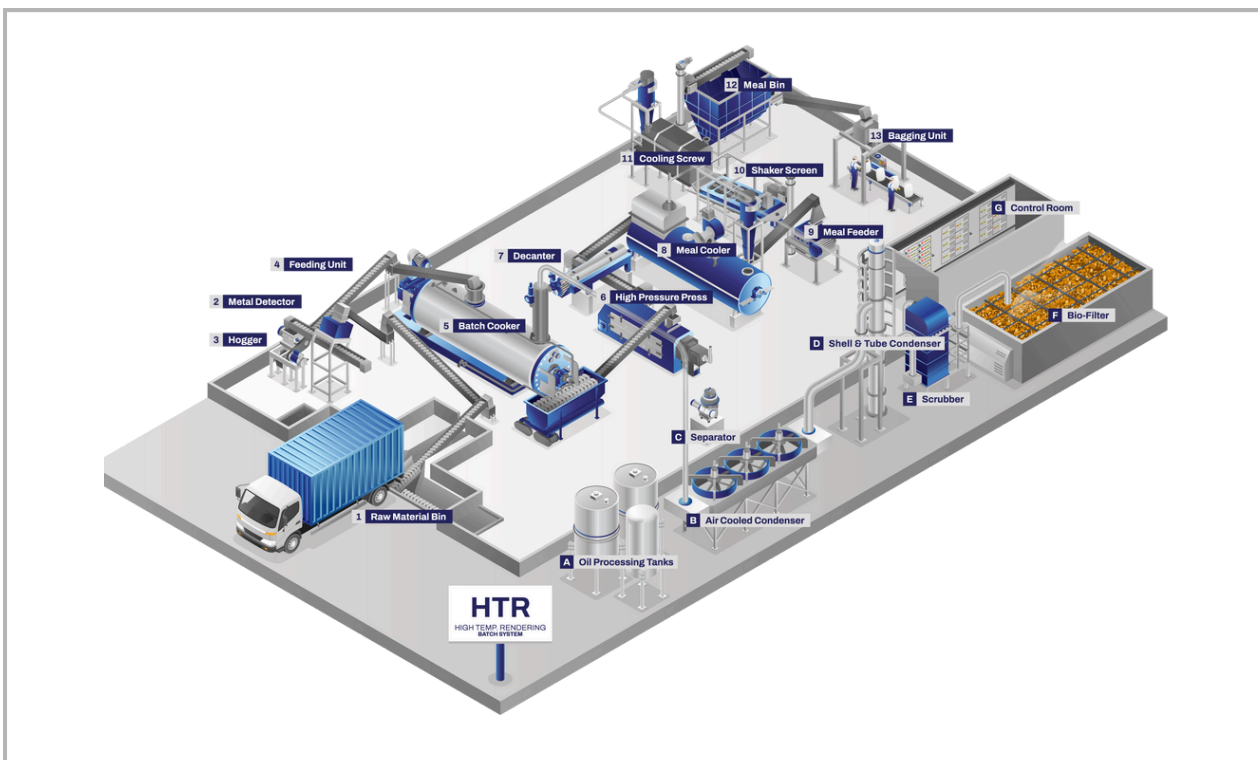 12 Meal Bin
13 Bagging Unit
11 Cooling Screw
10 Shaker Screen
G Control Room
9 Meal Feeder
8 Meal Cooler
7 Decanter
4 Feeding Unit
6 High Pressure Press
2 Metal Detector
F Bio-Filter
5 Batch Cooker
3 Hogger
D Shell & Tube Condenser
E Scrubber
C Separator
1 Raw Material Bin
B Air Cooled Condenser
A Oil Processing Tanks
HTR
HIGH TEMP. RENDERING
BATCH SYSTEM